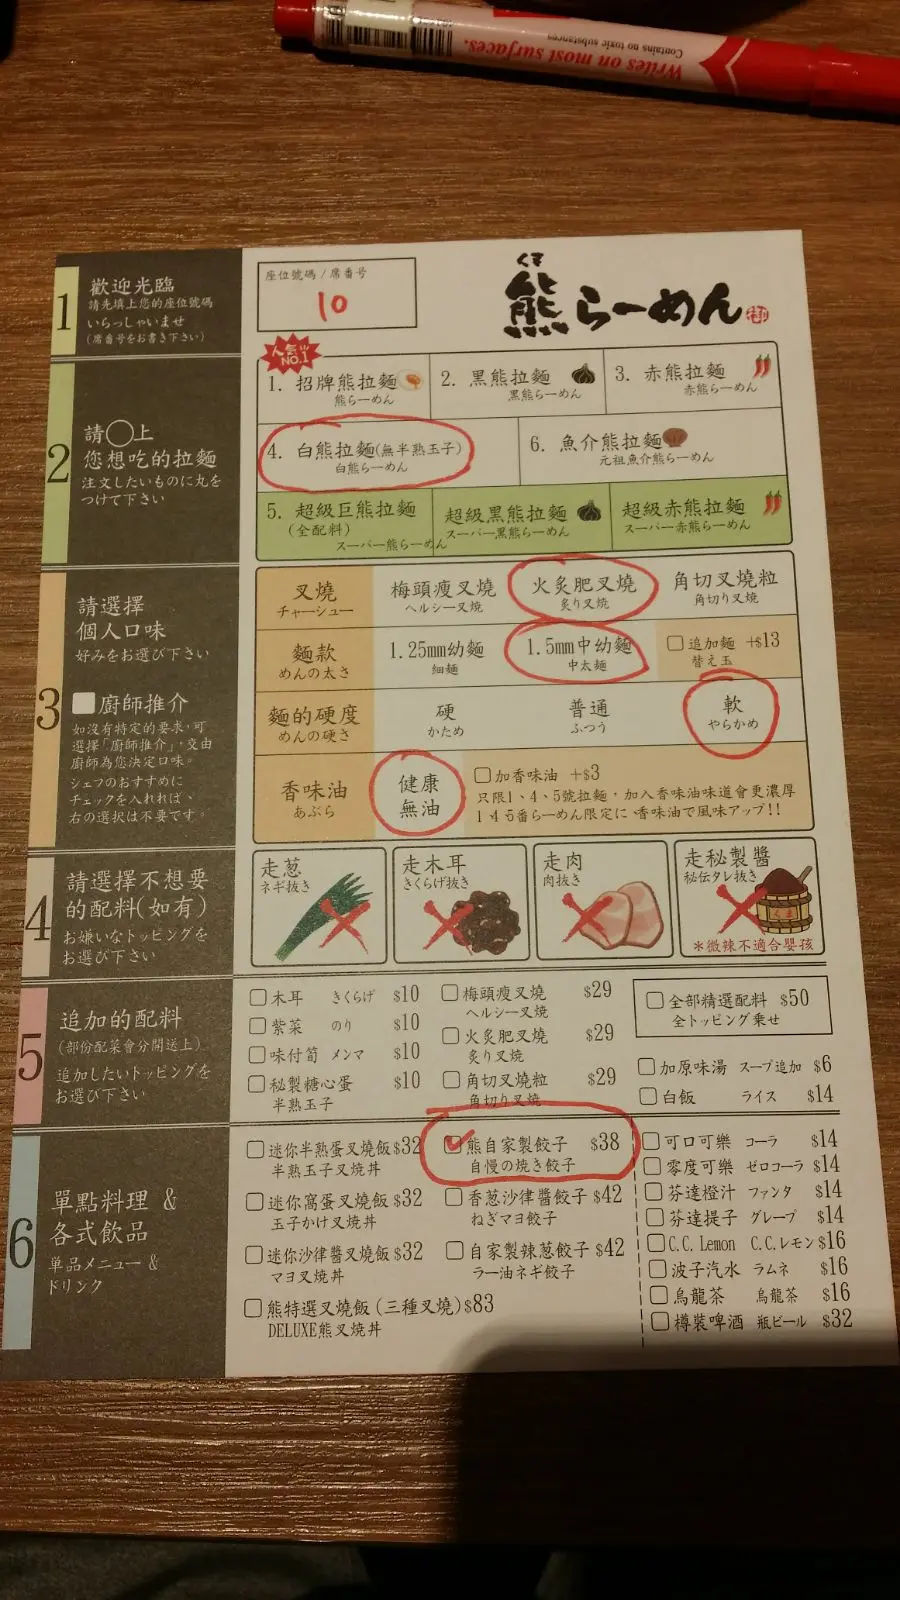 Writes on most surfaces.
Contains no toxic substances
1
歡迎光臨
請先填上您的座位號碼
いらっしゃいませ
(席番号をお書き下さい)
座位號碼 / 席番号
10
くま
熊らーめん
2
請◯上
您想吃的拉麵
注文したいものに丸を
つけて下さい
人気
NO.1
1. 招牌熊拉麵
熊らーめん
2. 黑熊拉麵
黒熊らーめん
3. 赤熊拉麵
赤熊らーめん
4. 白熊拉麵(無半熟玉子)
白熊らーめん
6. 魚介熊拉麵
元祖魚介熊らーめん
5. 超級巨熊拉麵
(全配料)
スーパー熊らーめん
超級黑熊拉麵
スーパー黒熊らーめん
超級赤熊拉麵
スーパー赤熊らーめん
3
請選擇
個人口味
好みをお選び下さい
廚師推介
如沒有特定的要求，可
選擇「廚師推介」，交由
廚師為您決定口味。
シェフのおすすめに
チェックを入れれば、
右の選択は不要です。
叉燒
チャーシュー
梅頭瘦叉燒
ヘルシー叉焼
火炙肥叉燒
炙り叉焼
角切叉燒粒
角切り叉焼
麵款
めんの太さ
1.25mm幼麵
細麺
1.5mm中幼麵
中太麺
追加麵 +$13
替え玉
麵的硬度
めんの硬さ
硬
かため
普通
ふつう
軟
やらかめ
香味油
あぶら
健康
無油
加香味油 +$3
只限1、4、5號拉麵，加入香味油味道會更濃厚
1４５番らーめん限定に 香味油で風味アップ!!
4
請選擇不想要
的配料(如有)
お嫌いなトッピングを
お選び下さい
走葱
ネギ抜き
走木耳
きくらげ抜き
走肉
肉抜き
走秘製醬
秘伝タレ抜き
くま
*微辣不適合嬰孩
5
追加的配料
(部份配菜會分開送上)
追加したいトッピングを
お選び下さい
木耳 きくらげ $10
紫菜 のり $10
味付筍 メンマ $10
秘製糖心蛋 $10
半熟玉子
梅頭瘦叉燒 $29
ヘルシー叉焼
火炙肥叉燒 $29
炙り叉焼
角切叉燒粒 $29
角切り叉焼
全部精選配料 $50
全トッピング乗せ
加原味湯 スープ追加 $6
白飯 ライス $14
6
單點料理 &
各式飲品
単品メニュー &
ドリンク
迷你半熟蛋叉燒飯 $32
半熟玉子叉焼丼
迷你窩蛋叉燒飯 $32
玉子かけ叉焼丼
迷你沙律醬叉燒飯 $32
マヨ叉焼丼
熊特選叉燒飯 (三種叉燒) $83
DELUXE熊叉焼丼
熊自家製餃子 $38
自慢の焼き餃子
香葱沙律醬餃子 $42
ねぎマヨ餃子
自家製辣葱餃子 $42
ラー油ネギ餃子
可口可樂 コーラ $14
零度可樂 ゼロコーラ $14
芬達橙汁 ファンタ $14
芬達提子 グレープ $14
C.C. Lemon C.C.レモン $16
波子汽水 ラムネ $16
烏龍茶 烏龍茶 $16
樽裝啤酒 瓶ビール $32